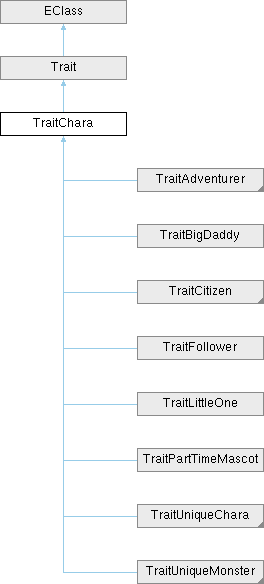 EClass
Trait
TraitChara
TraitAdventurer
TraitBigDaddy
TraitCitizen
TraitFollower
TraitLittleOne
TraitPartTimeMascot
TraitUniqueChara
TraitUniqueMonster